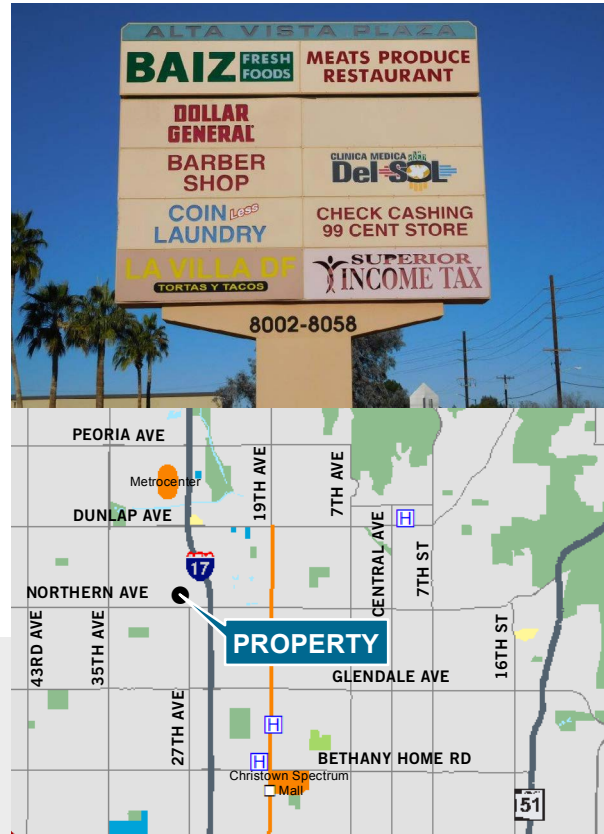 ALTA VISTA PLAZA
BAIZ FRESH FOODS
MEATS PRODUCE
RESTAURANT
DOLLAR
GENERAL
BARBER
SHOP
CLINICA MEDICA
Del SOL
COIN Less
LAUNDRY
CHECK CASHING
99 CENT STORE
LA VILLA DF
TORTAS Y TACOS
SUPERIOR
INCOME TAX
8002-8058
PEORIA AVE
Metrocenter
19TH AVE
7TH AVE
DUNLAP AVE
CENTRAL AVE
H
7TH ST
17
NORTHERN AVE
PROPERTY
43RD AVE
35TH AVE
16TH ST
GLENDALE AVE
27TH AVE
H
H
BETHANY HOME RD
Christown Spectrum
Mall
51